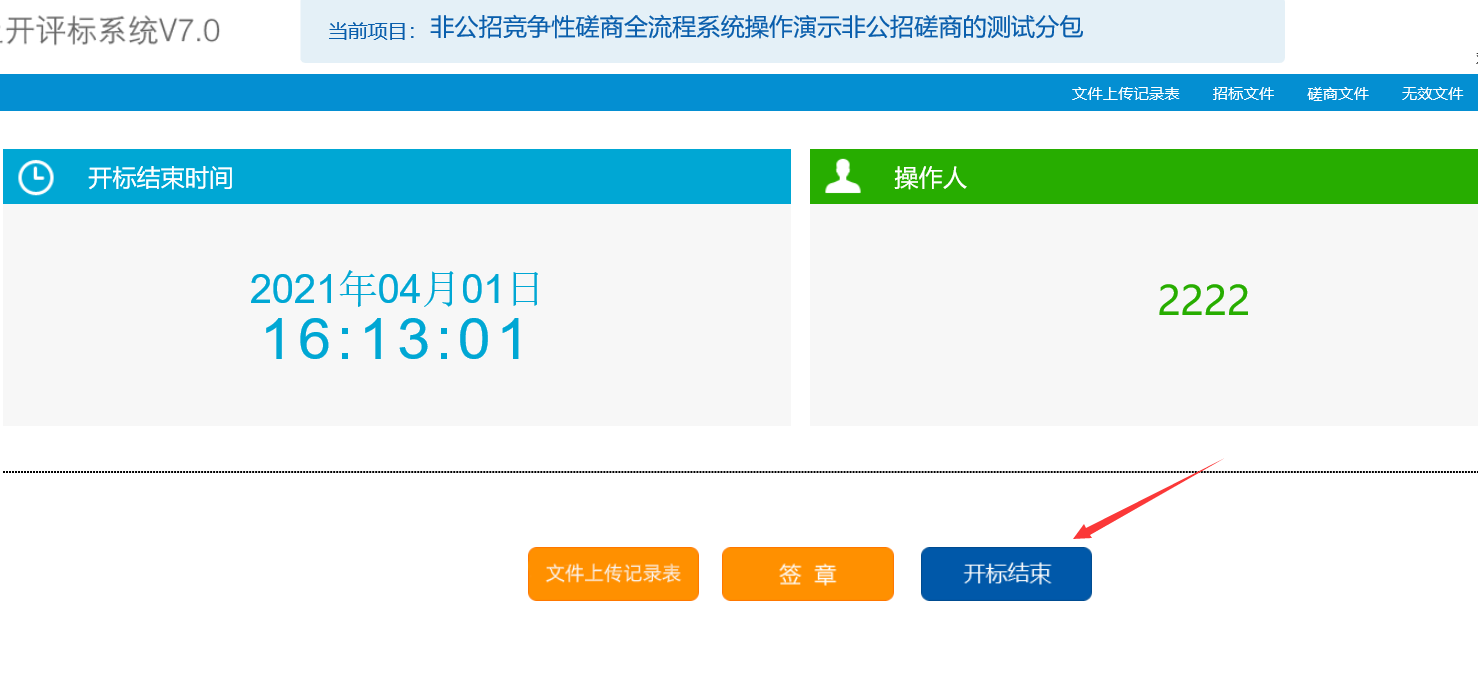 开评标系统V7.0
当前项目： 非公招竞争性磋商全流程系统操作演示非公招磋商的测试分包
文件上传记录表 招标文件 磋商文件 无效文件
开标结束时间
2021年04月01日
16:13:01
操作人
2222
文件上传记录表 签 章 开标结束